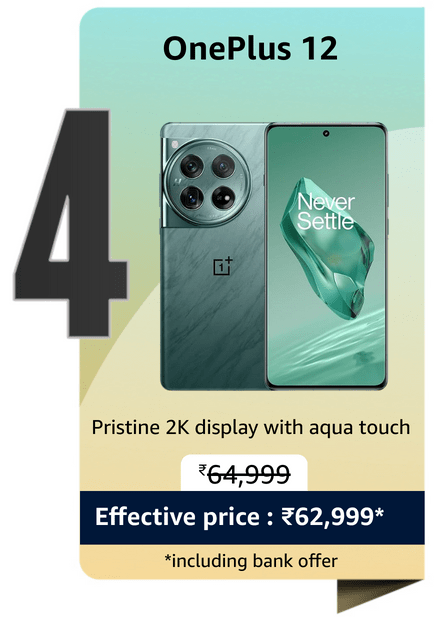 OnePlus 12
4
Never
Settle
1+
Pristine 2K display with aqua touch
₹64,999
Effective price : ₹62,999*
*including bank offer